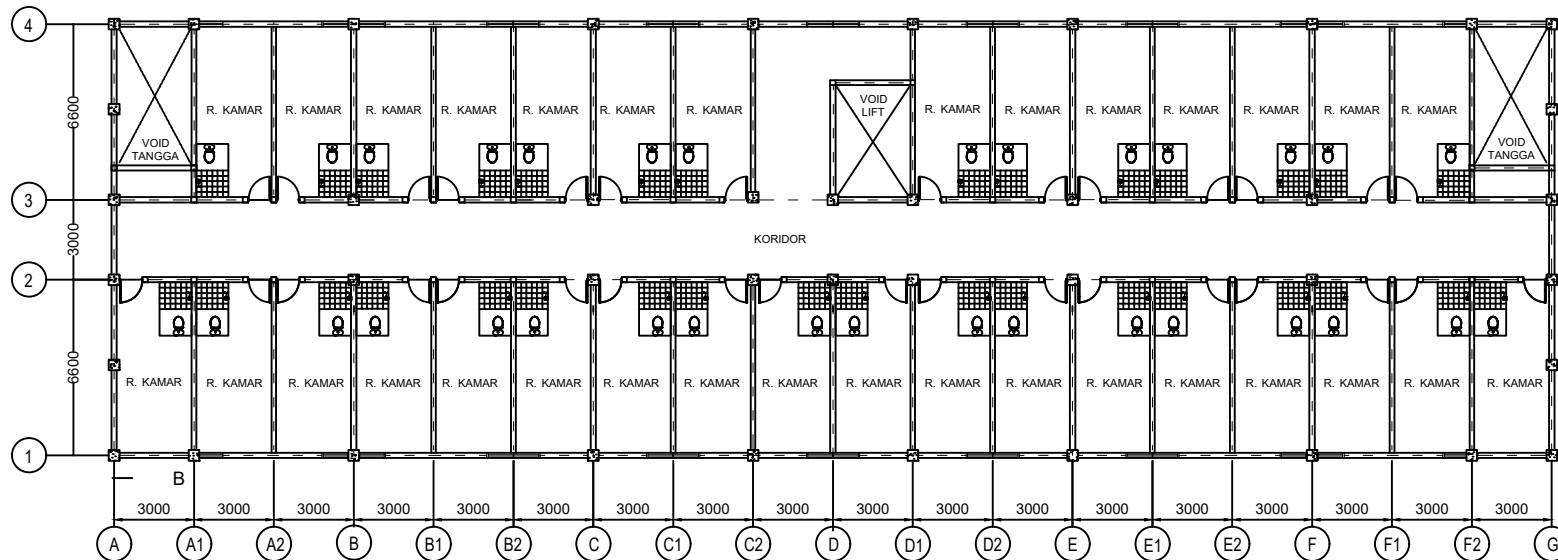 4
6600
R. KAMAR R. KAMAR R. KAMAR R. KAMAR R. KAMAR R. KAMAR R. KAMAR
VOID
LIFT
R. KAMAR R. KAMAR R. KAMAR R. KAMAR R. KAMAR R. KAMAR R. KAMAR
VOID
TANGGA
VOID
TANGGA
3
3000
KORIDOR
2
6600
R. KAMAR R. KAMAR R. KAMAR R. KAMAR R. KAMAR R. KAMAR R. KAMAR R. KAMAR R. KAMAR R. KAMAR R. KAMAR R. KAMAR R. KAMAR R. KAMAR R. KAMAR R. KAMAR R. KAMAR R. KAMAR
1
B
3000 3000 3000 3000 3000 3000 3000 3000 3000 3000 3000 3000 3000 3000 3000 3000 3000 3000
A A1 A2 B B1 B2 C C1 C2 D D1 D2 E E1 E2 F F1 F2 G